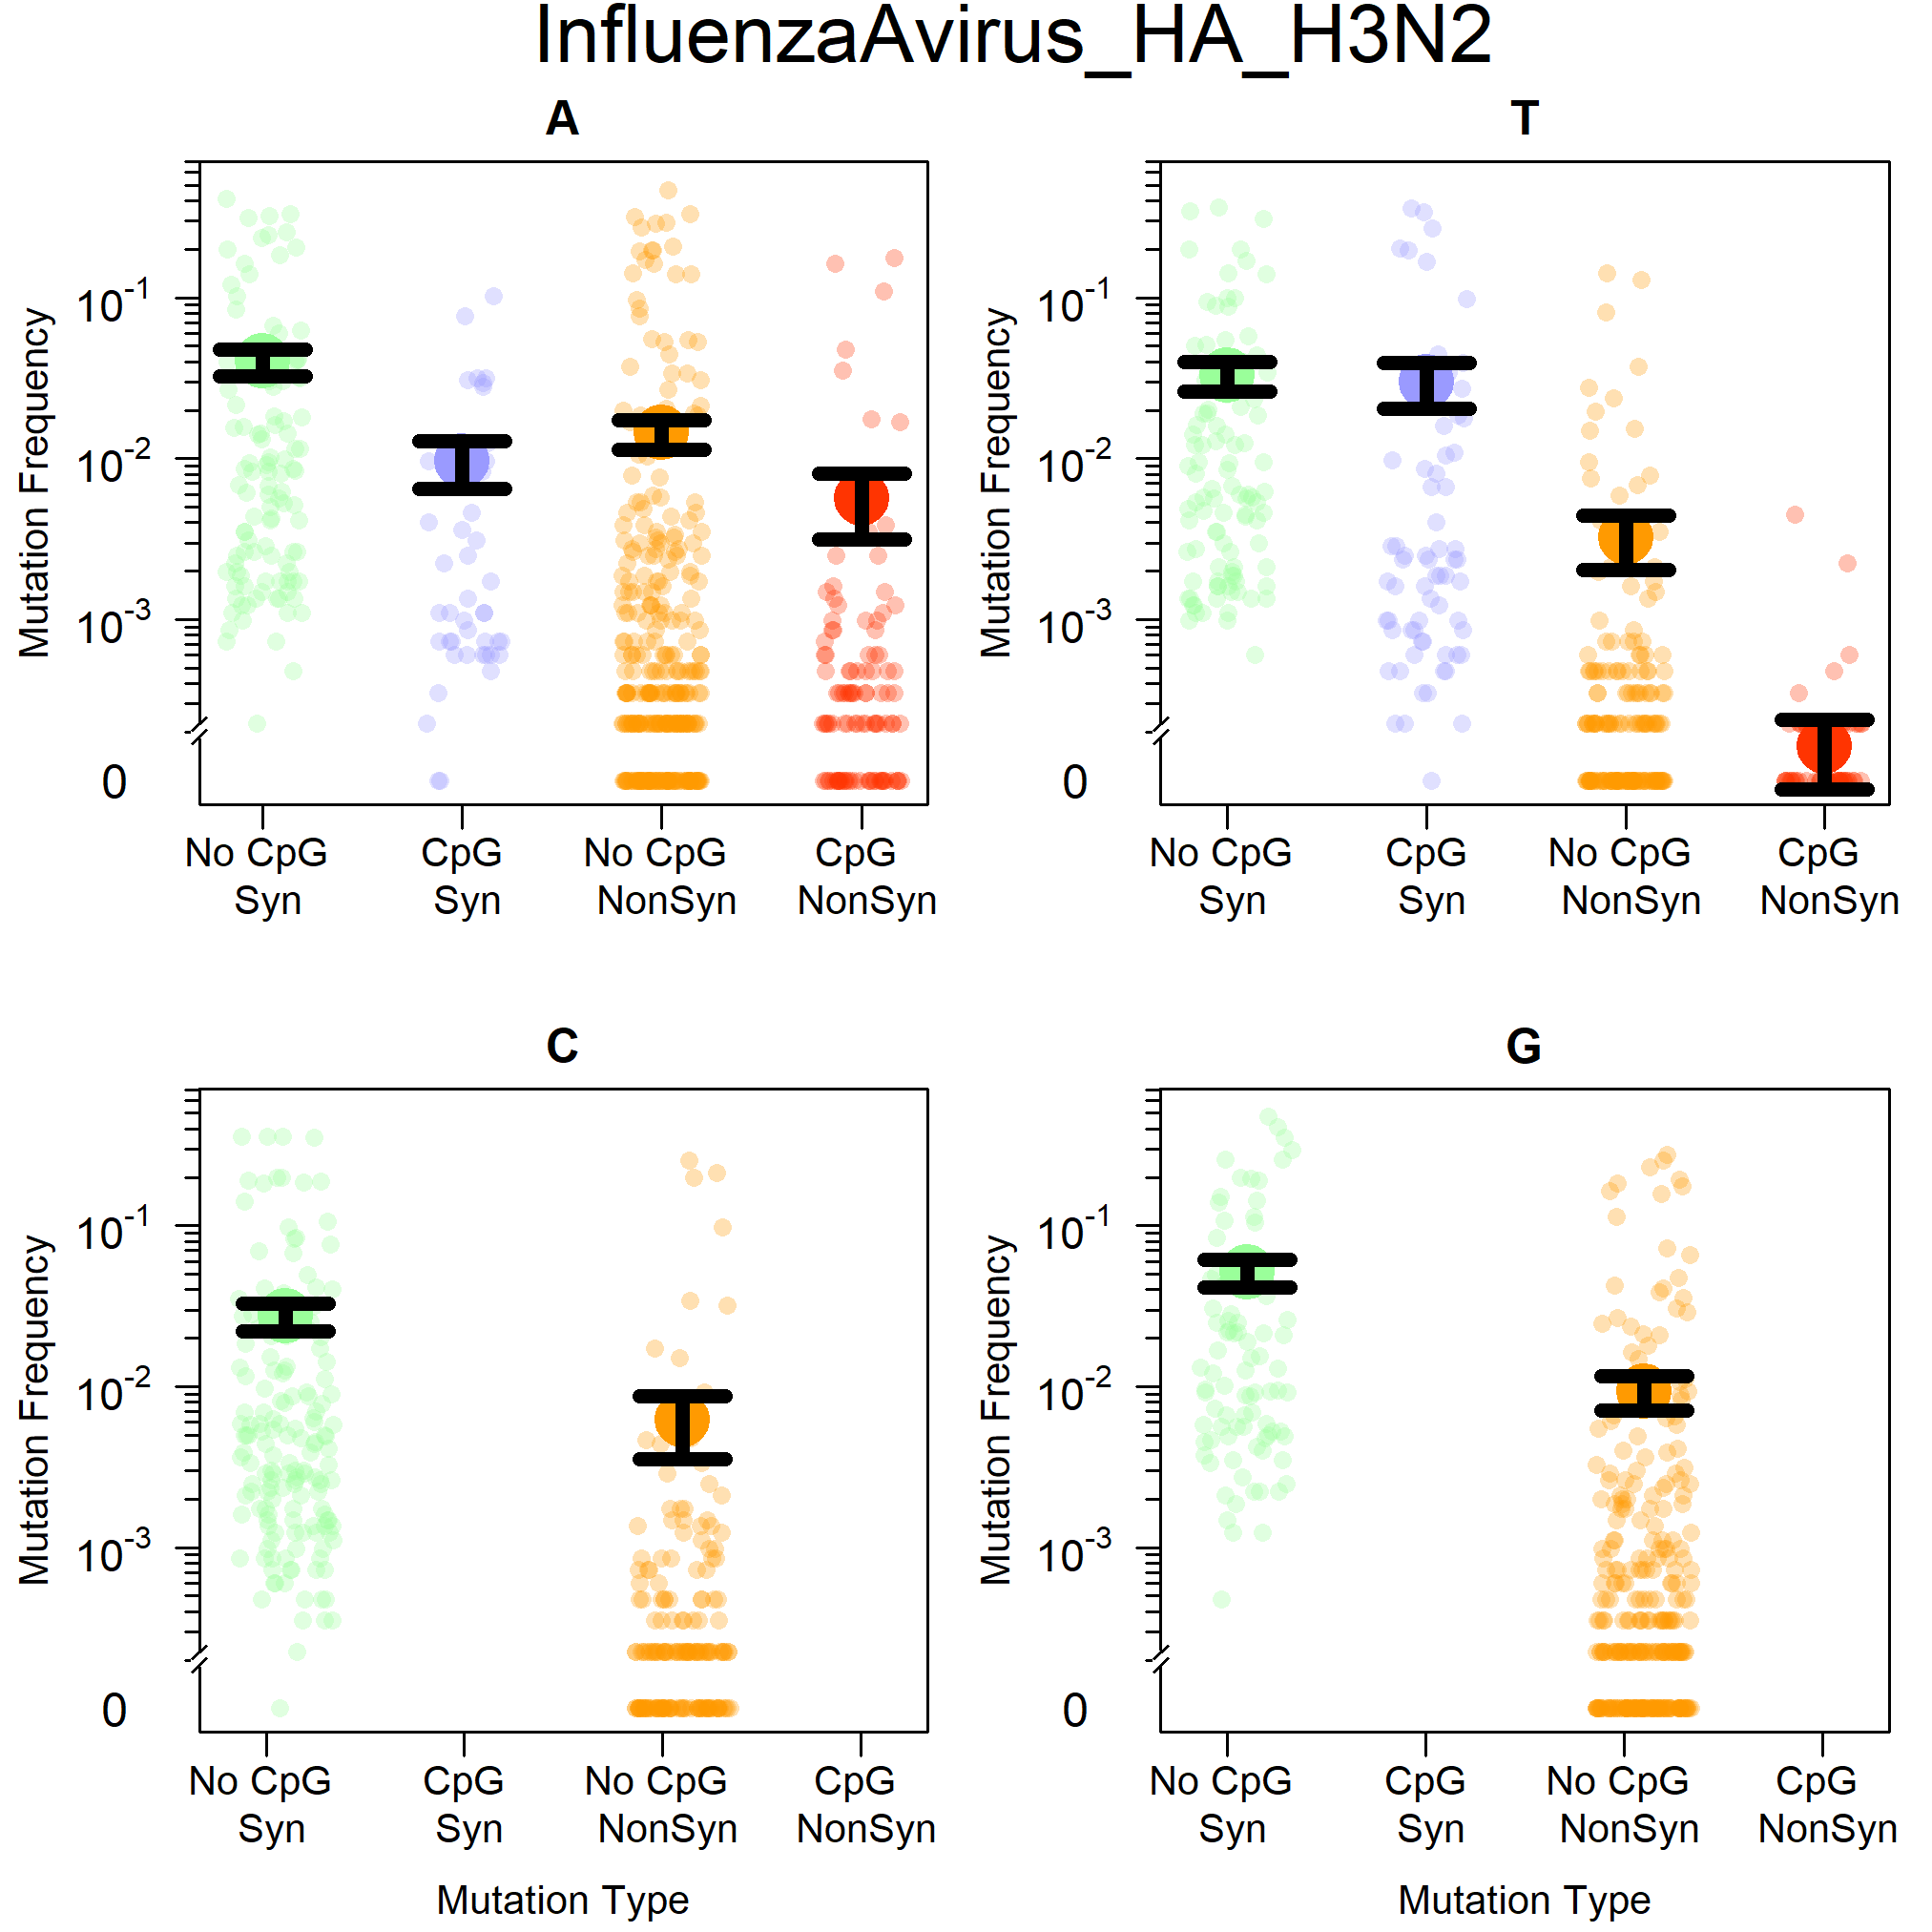 InfluenzaAvirus_HA_H3N2
A
Mutation Frequency
10-1
10-2
10-3
0
No CpG Syn
CpG Syn
No CpG NonSyn
CpG NonSyn
T
Mutation Frequency
10-1
10-2
10-3
0
No CpG Syn
CpG Syn
No CpG NonSyn
CpG NonSyn
C
Mutation Frequency
10-1
10-2
10-3
0
No CpG Syn
CpG Syn
No CpG NonSyn
CpG NonSyn
Mutation Type
G
Mutation Frequency
10-1
10-2
10-3
0
No CpG Syn
CpG Syn
No CpG NonSyn
CpG NonSyn
Mutation Type